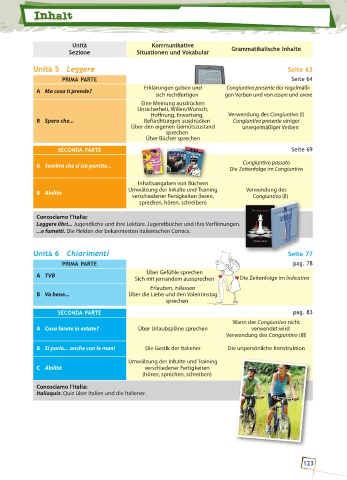 Inhalt
Unità
Sezione
Kommunikative
Situationen und Vokabular
Grammatikalische Inhalte
Unità 5 Leggere
Seite 63
PRIMA PARTE
Seite 64
A Ma cosa ti prende?
Erklärungen geben und
sich rechtfertigen
Congiuntivo presente der regelmäßi-
gen Verben und von essere und avere
B Spero che...
Eine Meinung ausdrücken
Unsicherheit, Willen/Wunsch,
Hoffnung, Erwartung,
Befürchtungen ausdrücken
Über den eigenen Gemütszustand
sprechen
Über Bücher sprechen
Verwendung des Congiuntivo (I)
Congiuntivo presente einiger
unregelmäßiger Verben
SECONDA PARTE
Seite 69
A Sembra che si sia pentito...
Congiuntivo passato
Die Zeitenfolge im Congiuntivo
B Abilità
Inhaltsangaben von Büchern
Umwälzung der Inhalte und Training
verschiedener Fertigkeiten (lesen,
sprechen, hören, schreiben)
Verwendung des
Congiuntivo (II)
Conosciamo l'Italia:
Leggere libri... Jugendliche und ihre Lektüre. Jugendbücher und ihre Verfilmungen.
...e fumetti. Die Helden der bekanntesten italienischen Comics.
Unità 6 Chiarimenti
Seite 77
PRIMA PARTE
pag. 78
A TVB
Über Gefühle sprechen
Sich mit jemandem aussprechen
Die Zeitenfolge im Indicativo
B Va bene...
Erlauben, zulassen
Über die Liebe und den Valentinstag
sprechen
SECONDA PARTE
pag. 83
A Cosa farete in estate?
Über Urlaubspläne sprechen
Wann der Congiuntivo nicht
verwendet wird
Verwendung des Congiuntivo (III)
B Si parla... anche con le mani
Die Gestik der Italiener
Die unpersönliche Konstruktion
C Abilità
Umwälzung der Inhalte und Training
verschiedener Fertigkeiten
(hören, sprechen, schreiben)
Conosciamo l'Italia:
Italiaquiz. Quiz über Italien und die Italiener.
123